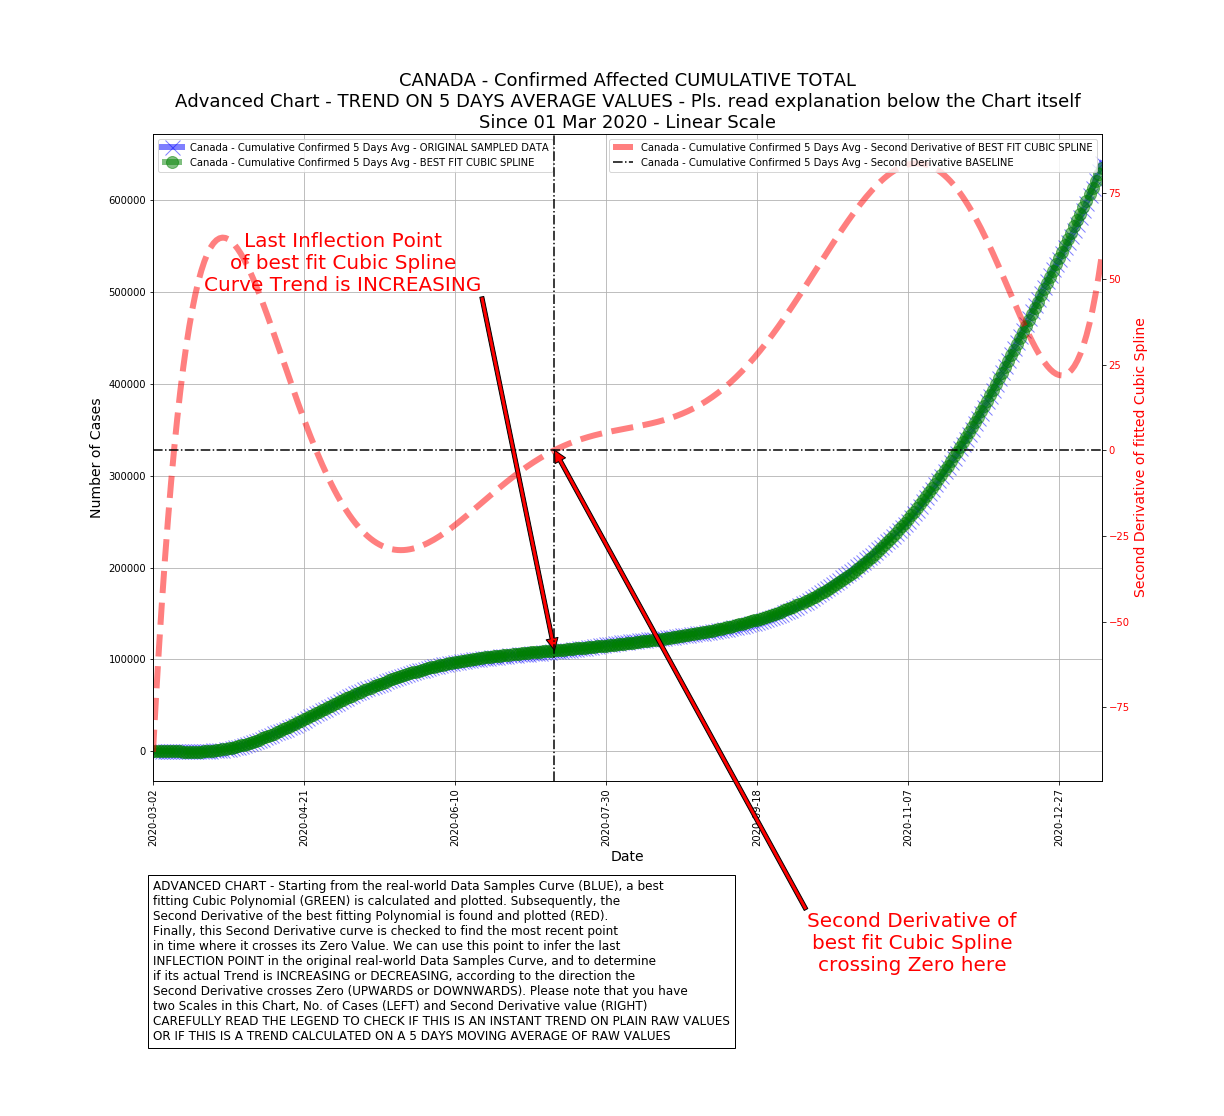 CANADA - Confirmed Affected CUMULATIVE TOTAL
Advanced Chart - TREND ON 5 DAYS AVERAGE VALUES - Pls. read explanation below the Chart itself
Since 01 Mar 2020 - Linear Scale
Canada - Cumulative Confirmed 5 Days Avg - ORIGINAL SAMPLED DATA
Canada - Cumulative Confirmed 5 Days Avg - BEST FIT CUBIC SPLINE
Canada - Cumulative Confirmed 5 Days Avg - Second Derivative of BEST FIT CUBIC SPLINE
Canada - Cumulative Confirmed 5 Days Avg - Second Derivative BASELINE
Last Inflection Point
of best fit Cubic Spline
Curve Trend is INCREASING
Number of Cases
600000
500000
400000
300000
200000
100000
0
Second Derivative of fitted Cubic Spline
75
50
25
0
−25
−50
−75
2020-03-02
2020-04-21
2020-06-10
2020-07-30
2020-09-18
2020-11-07
2020-12-27
Date
Second Derivative of
best fit Cubic Spline
crossing Zero here
ADVANCED CHART - Starting from the real-world Data Samples Curve (BLUE), a best
fitting Cubic Polynomial (GREEN) is calculated and plotted. Subsequently, the
Second Derivative of the best fitting Polynomial is found and plotted (RED).
Finally, this Second Derivative curve is checked to find the most recent point
in time where it crosses its Zero Value. We can use this point to infer the last
INFLECTION POINT in the original real-world Data Samples Curve, and to determine
if its actual Trend is INCREASING or DECREASING, according to the direction the
Second Derivative crosses Zero (UPWARDS or DOWNWARDS). Please note that you have
two Scales in this Chart, No. of Cases (LEFT) and Second Derivative value (RIGHT)
CAREFULLY READ THE LEGEND TO CHECK IF THIS IS AN INSTANT TREND ON PLAIN RAW VALUES
OR IF THIS IS A TREND CALCULATED ON A 5 DAYS MOVING AVERAGE OF RAW VALUES